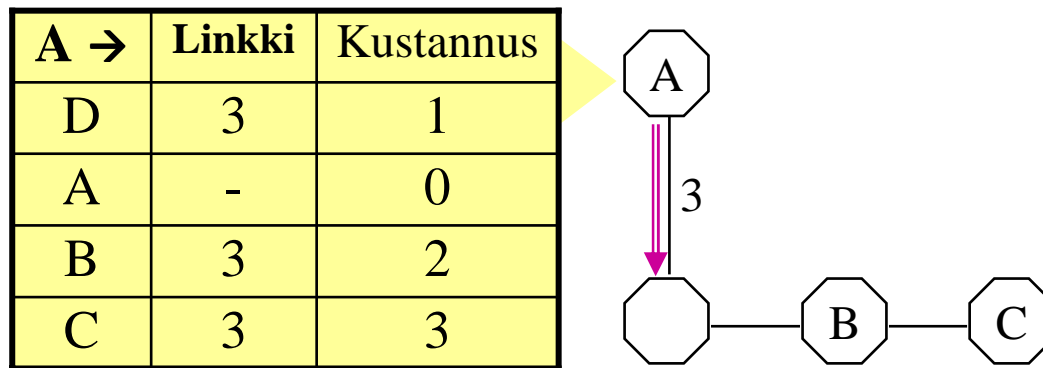 A → Linkki Kustannus
D 3 1
A - 0
B 3 2
C 3 3
A
3
B C